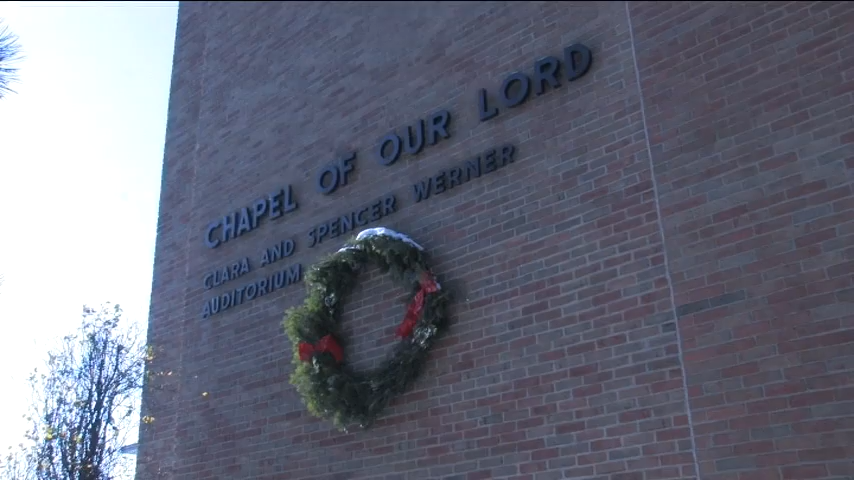 CHAPEL OF OUR LORD
CLARA AND SPENCER WERNER
AUDITORIUM